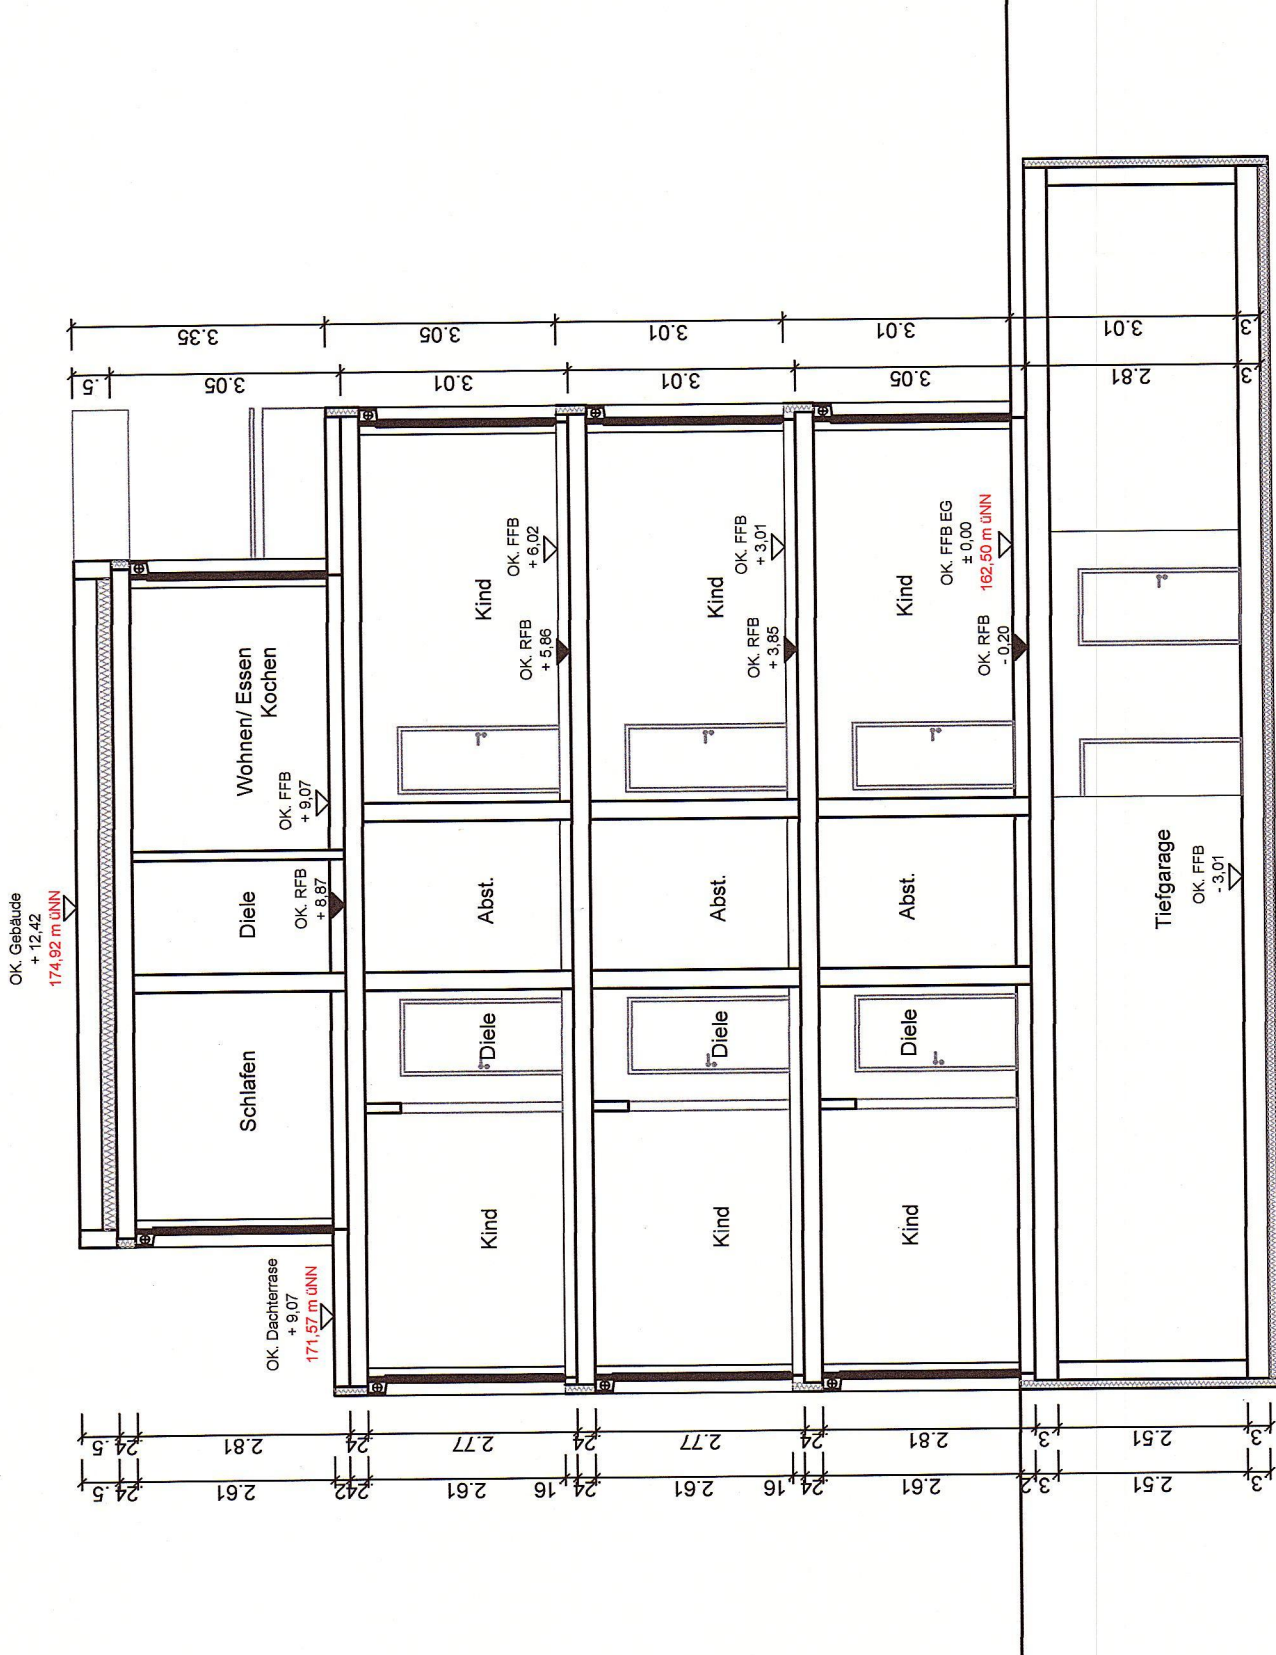 OK. Gebäude
+ 12,42
174,92 m üNN
Wohnen/ Essen
Kochen
OK. FFB
+ 9,07
Diele
OK. RFB
+ 8,87
Schlafen
OK. Dachterrase
+ 9,07
171,57 m üNN
Kind
OK. FFB
+ 6,02
OK. RFB
+ 5,86
Abst.
Diele
Kind
Kind
OK. FFB
+ 3,01
OK. RFB
+ 3,85
Abst.
Diele
Kind
Kind
OK. FFB EG
± 0,00
162,50 m üNN
OK. RFB
- 0,20
Abst.
Diele
Kind
Tiefgarage
OK. FFB
- 3,01
3.35
3.05
3.01
3.01
3.01
3
.5
3.05
3.01
3.01
3.05
2.81
3
.5
24
2.81
24
2.77
24
2.77
24
2.81
3
2.51
3
.5
24
2.61
24
2
2.61
16
24
2.61
16
24
2.61
2
3
2.51
3